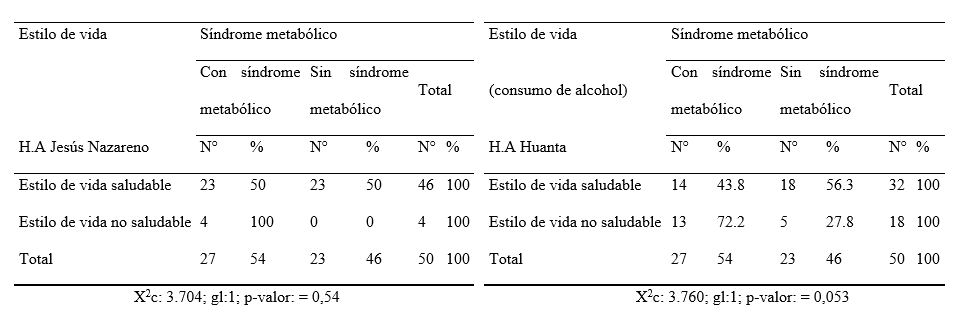 Estilo de vida Síndrome metabólico
Con síndrome metabólico Sin síndrome metabólico Total
H.A Jesús Nazareno N° % N° % N° %
Estilo de vida saludable 23 50 23 50 46 100
Estilo de vida no saludable 4 100 0 0 4 100
Total 27 54 23 46 50 100
X²c: 3.704; gl:1; p-valor: = 0,54
Estilo de vida Síndrome metabólico
(consumo de alcohol) Con síndrome metabólico Sin síndrome metabólico Total
H.A Huanta N° % N° % N° %
Estilo de vida saludable 14 43.8 18 56.3 32 100
Estilo de vida no saludable 13 72.2 5 27.8 18 100
Total 27 54 23 46 50 100
X²c: 3.760; gl:1; p-valor: = 0,053